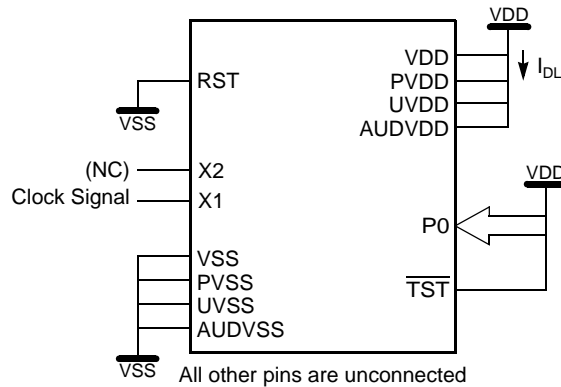 VDD
VDD
I_DL
PVDD
UVDD
AUDVDD
RST
VSS
(NC)
X2
Clock Signal
X1
VDD
P0
VSS
PVSS
TST
UVSS
AUDVSS
VSS
All other pins are unconnected